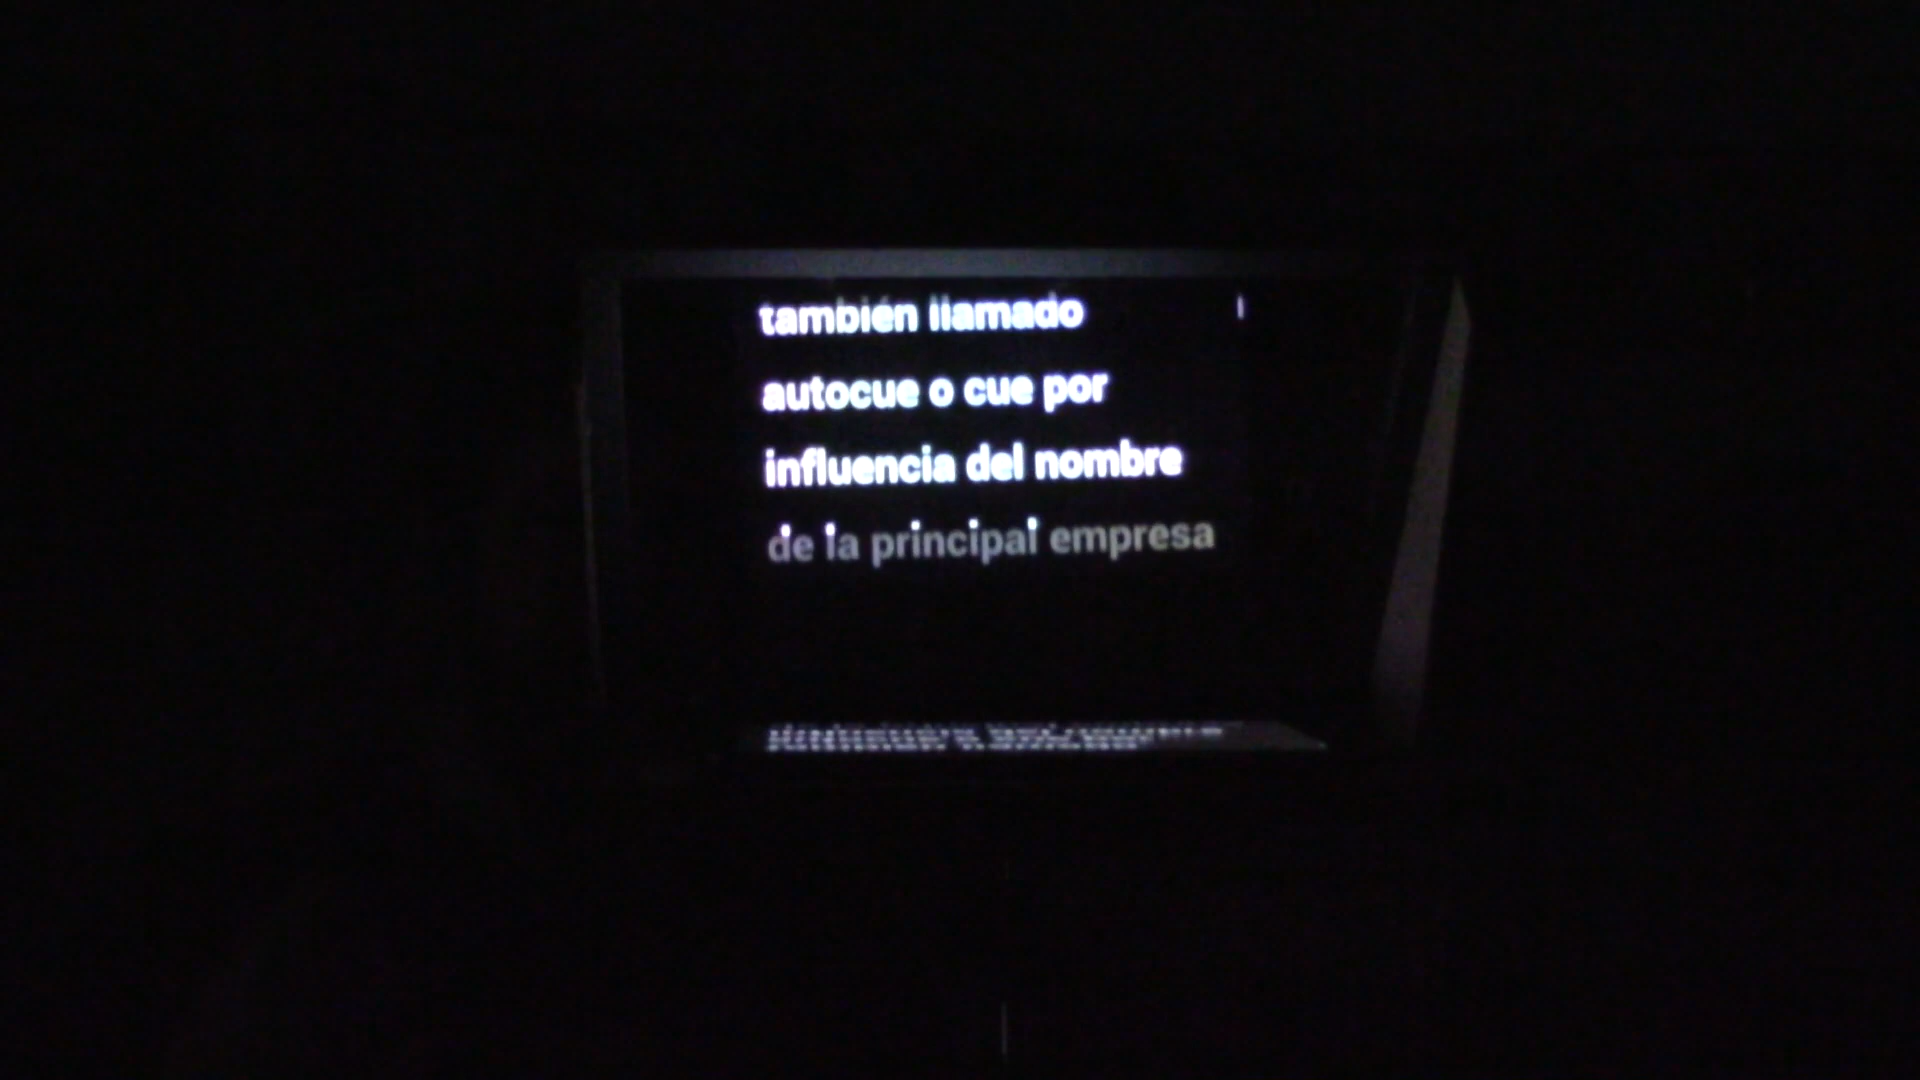 también llamado
autocue o cue por
influencia del nombre
de la principal empresa